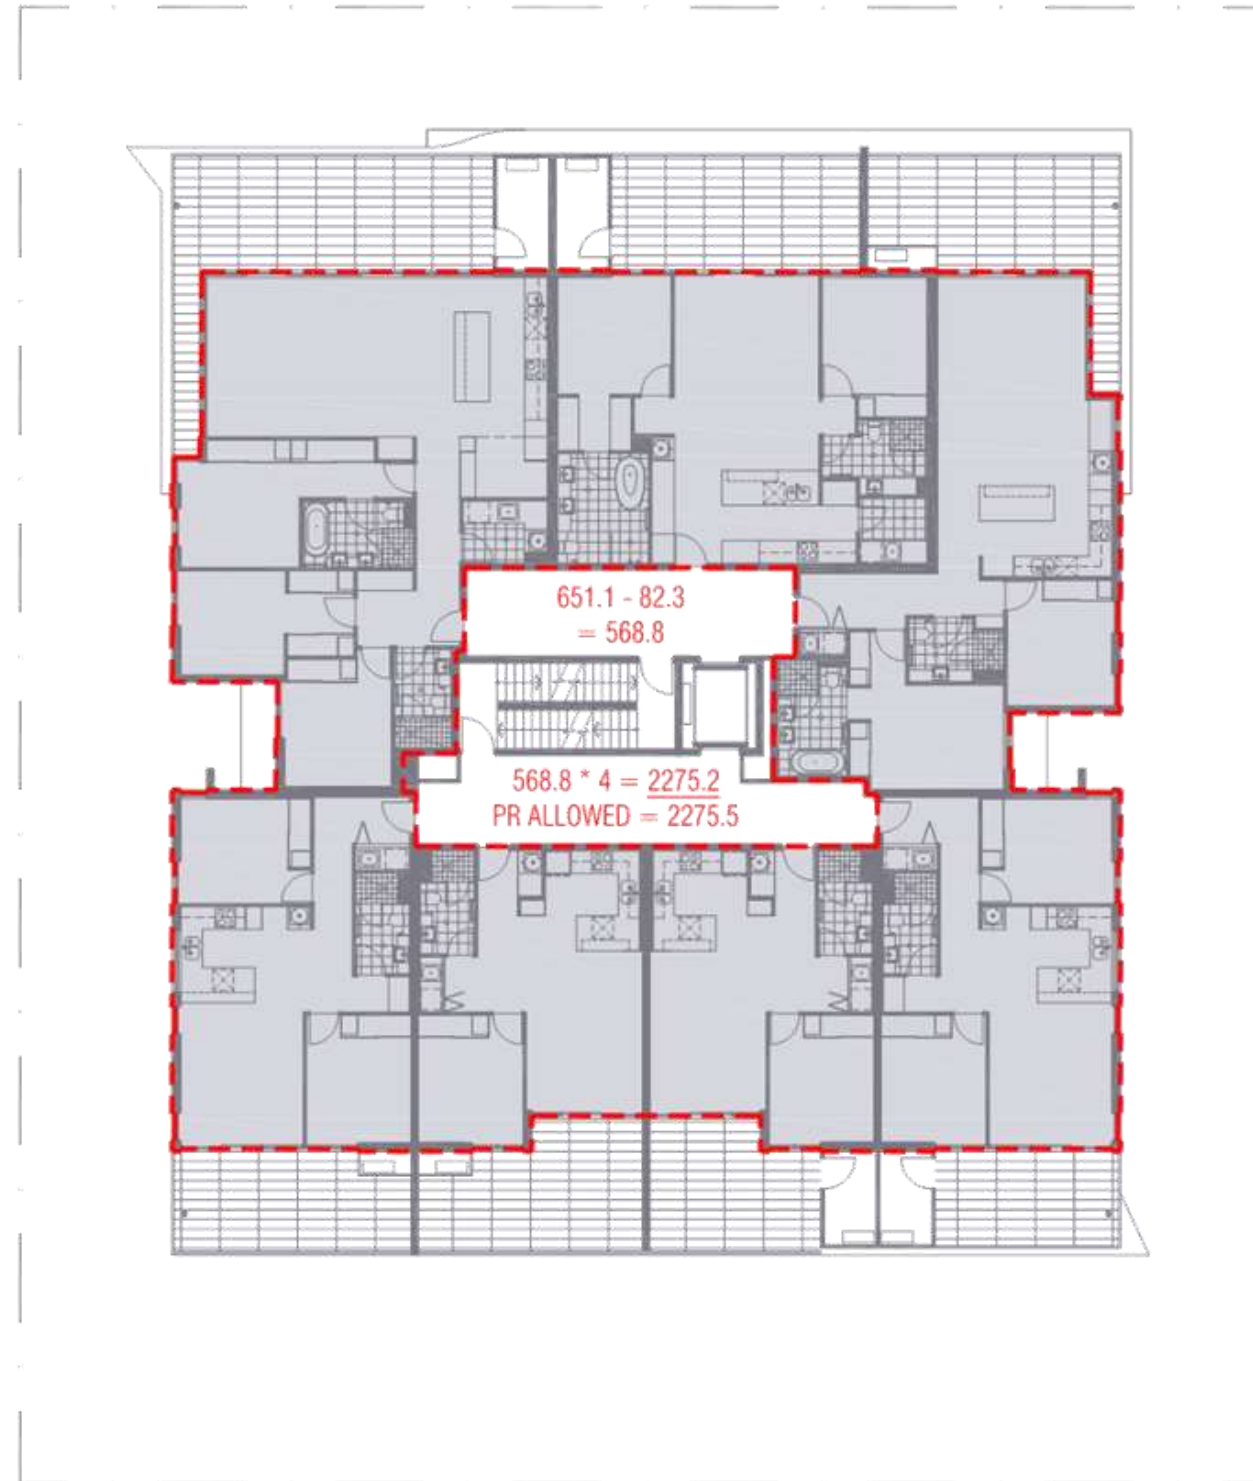 651.1 - 82.3
= 568.8
568.8 * 4 = 2275.2
PR ALLOWED = 2275.5